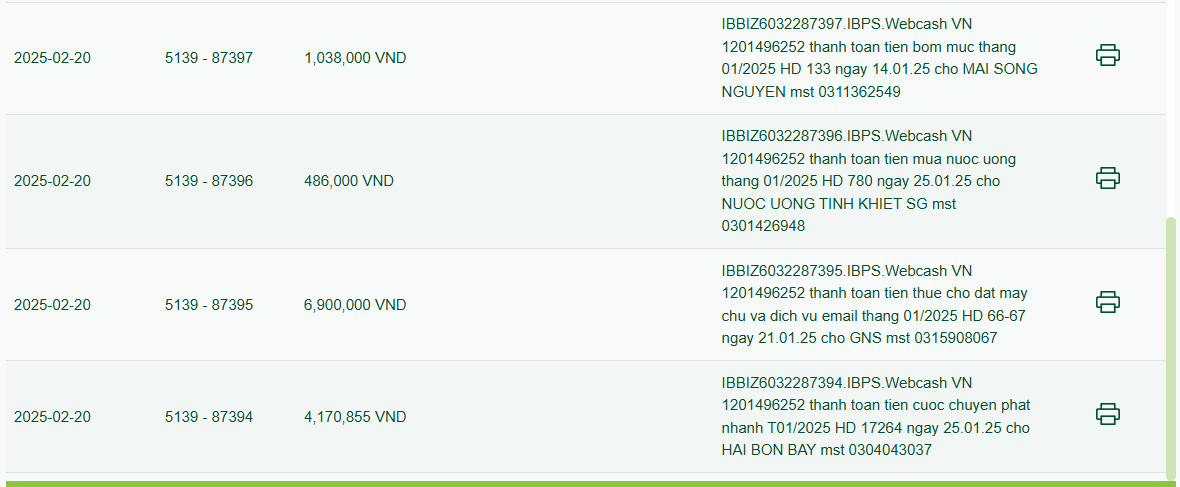 IBBIZ6032287397.IBPS.Webcash VN
2025-02-20 5139 - 87397 1,038,000 VND 1201496252 thanh toan tien bom muc thang
01/2025 HD 133 ngay 14.01.25 cho MAI SONG
NGUYEN mst 0311362549
IBBIZ6032287396.IBPS.Webcash VN
1201496252 thanh toan tien mua nuoc uong
2025-02-20 5139 - 87396 486,000 VND thang 01/2025 HD 780 ngay 25.01.25 cho
NUOC UONG TINH KHIET SG mst
0301426948
IBBIZ6032287395.IBPS.Webcash VN
2025-02-20 5139 - 87395 6,900,000 VND 1201496252 thanh toan tien thue cho dat may
chu va dich vu email thang 01/2025 HD 66-67
ngay 21.01.25 cho GNS mst 0315908067
IBBIZ6032287394.IBPS.Webcash VN
2025-02-20 5139 - 87394 4,170,855 VND 1201496252 thanh toan tien cuoc chuyen phat
nhanh T01/2025 HD 17264 ngay 25.01.25 cho
HAI BON BAY mst 0304043037